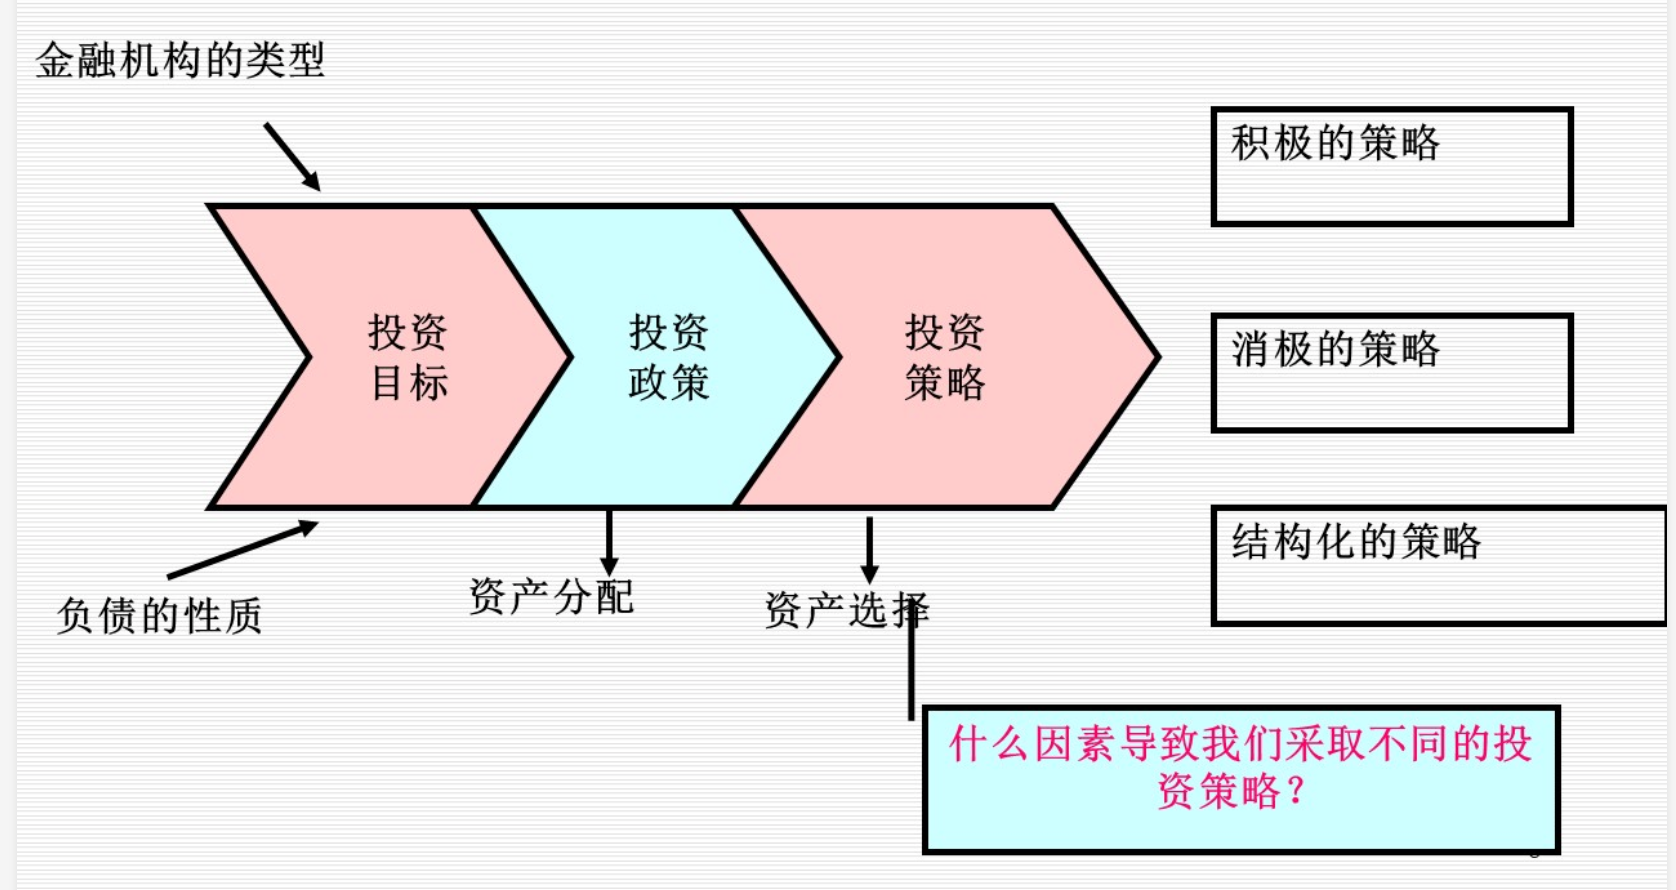 金融机构的类型
积极的策略
投资
目标
投资
政策
投资
策略
消极的策略
结构化的策略
负债的性质
资产分配
资产选择
什么因素导致我们采取不同的投
资策略？